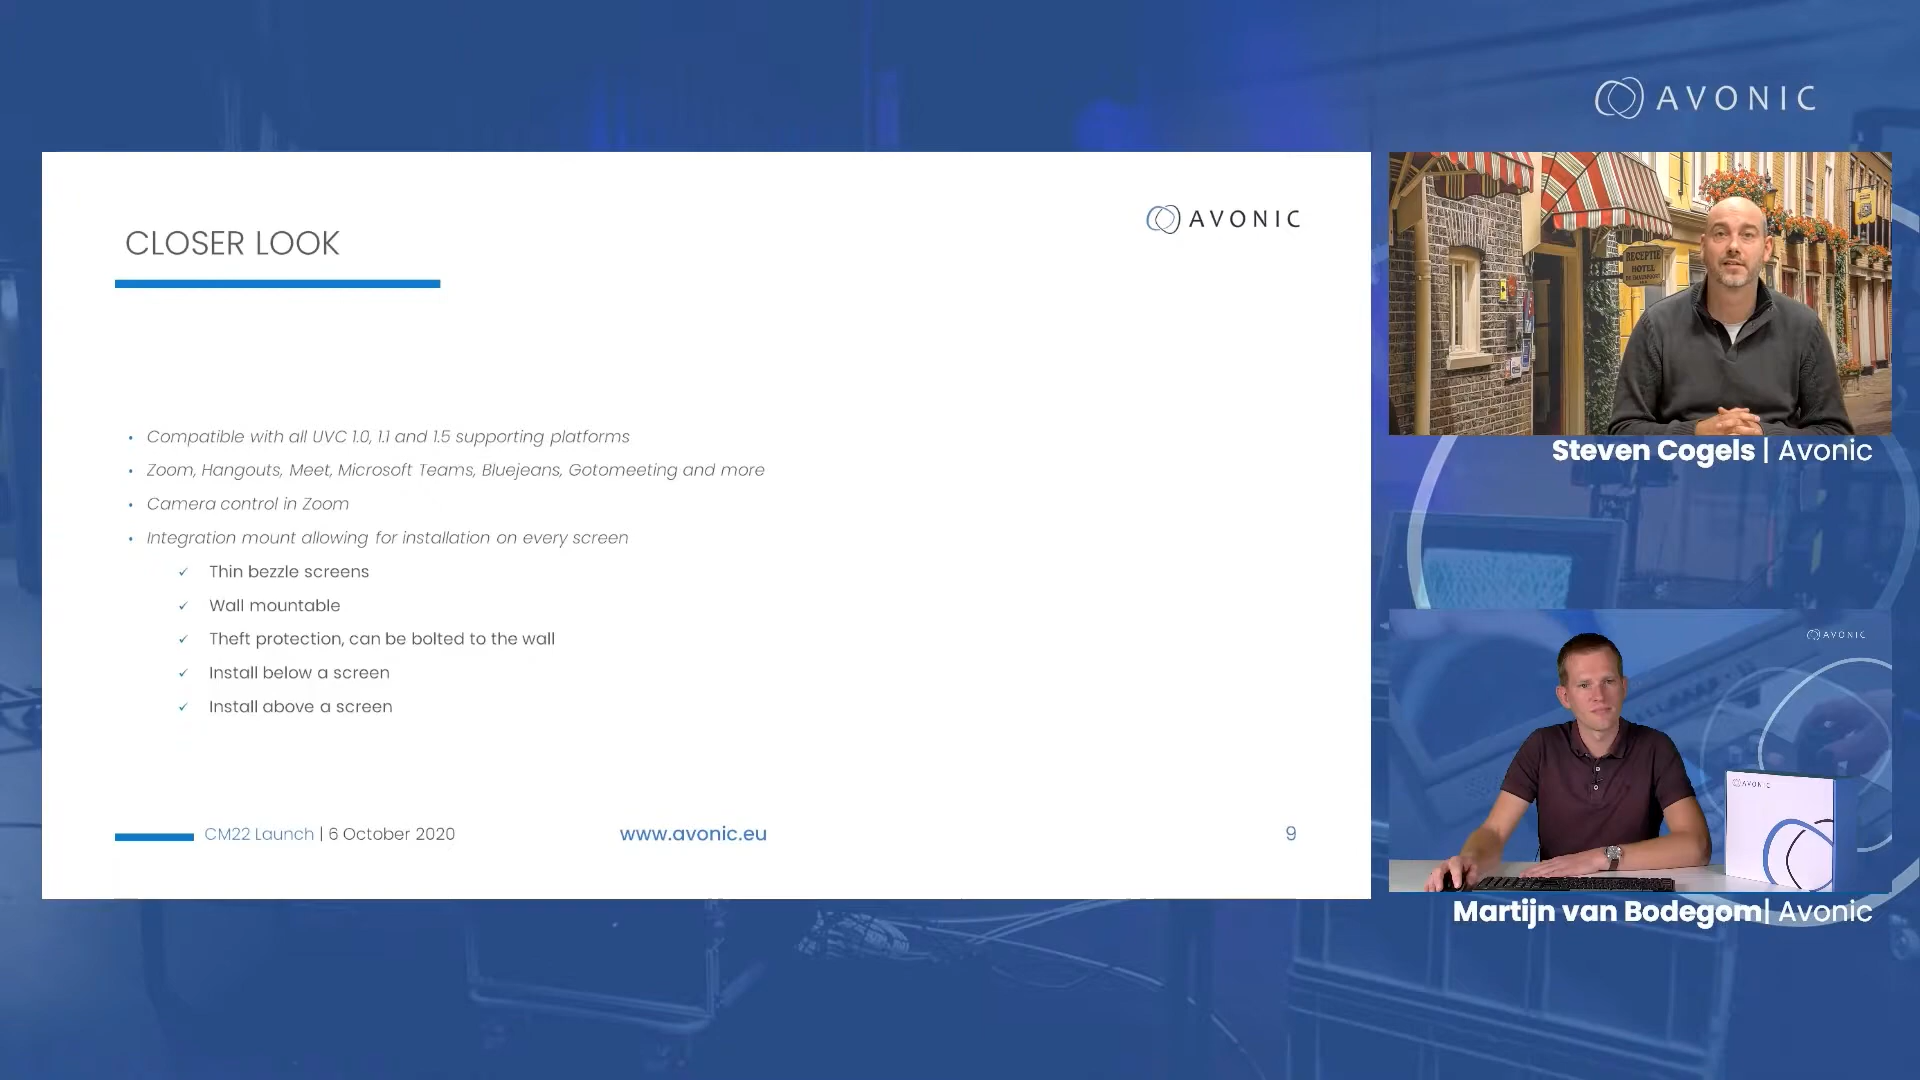 AVONIC
AVONIC
CLOSER LOOK
• Compatible with all UVC 1.0, 1.1 and 1.5 supporting platforms
• Zoom, Hangouts, Meet, Microsoft Teams, Bluejeans, Gotomeeting and more
• Camera control in Zoom
• Integration mount allowing for installation on every screen
✓ Thin bezzle screens
✓ Wall mountable
✓ Theft protection, can be bolted to the wall
✓ Install below a screen
✓ Install above a screen
CM22 Launch | 6 October 2020
www.avonic.eu
9
RECEPTIE
HOTEL
Steven Cogels | Avonic
AVONIC
AVONIC
Martijn van Bodegom| Avonic